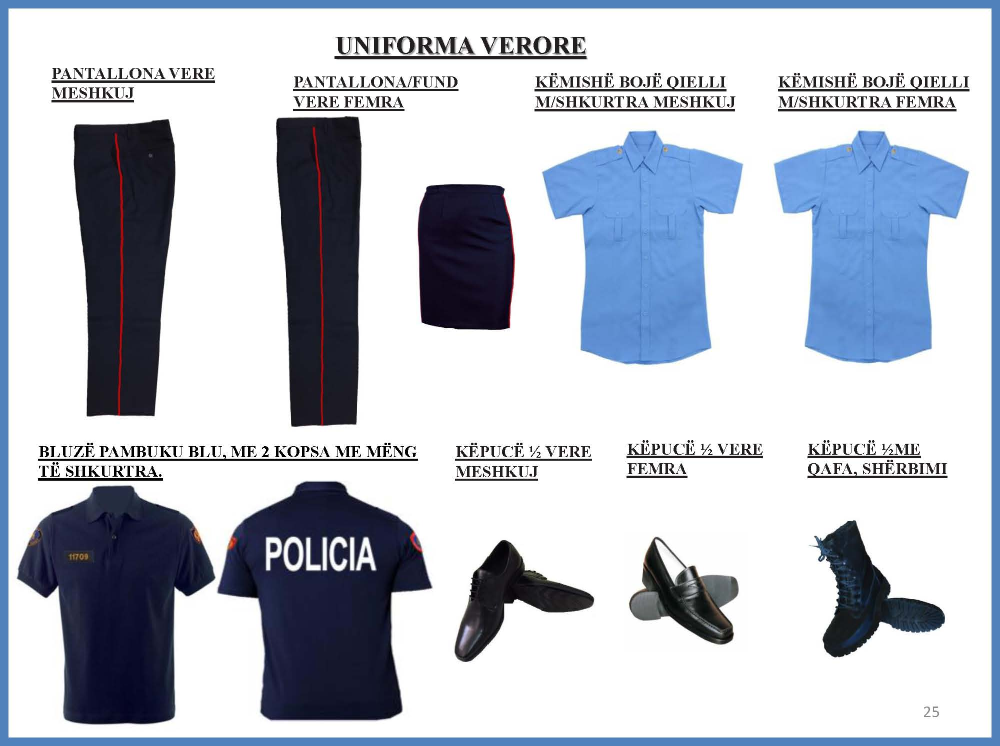 UNIFORMA VERORE
PANTALLONA VERE
MESHKUJ
PANTALLONA/FUND
VERE FEMRA
KËMISHË BOJË QIELLI
M/SHKURTRA MESHKUJ
KËMISHË BOJË QIELLI
M/SHKURTRA FEMRA
BLUZË PAMBUKU BLU, ME 2 KOPSA ME MËNG
TË SHKURTRA.
KËPUCË ½ VERE
MESHKUJ
KËPUCË ½ VERE
FEMRA
KËPUCË ½ME
QAFA, SHËRBIMI
11709
POLICIA
25